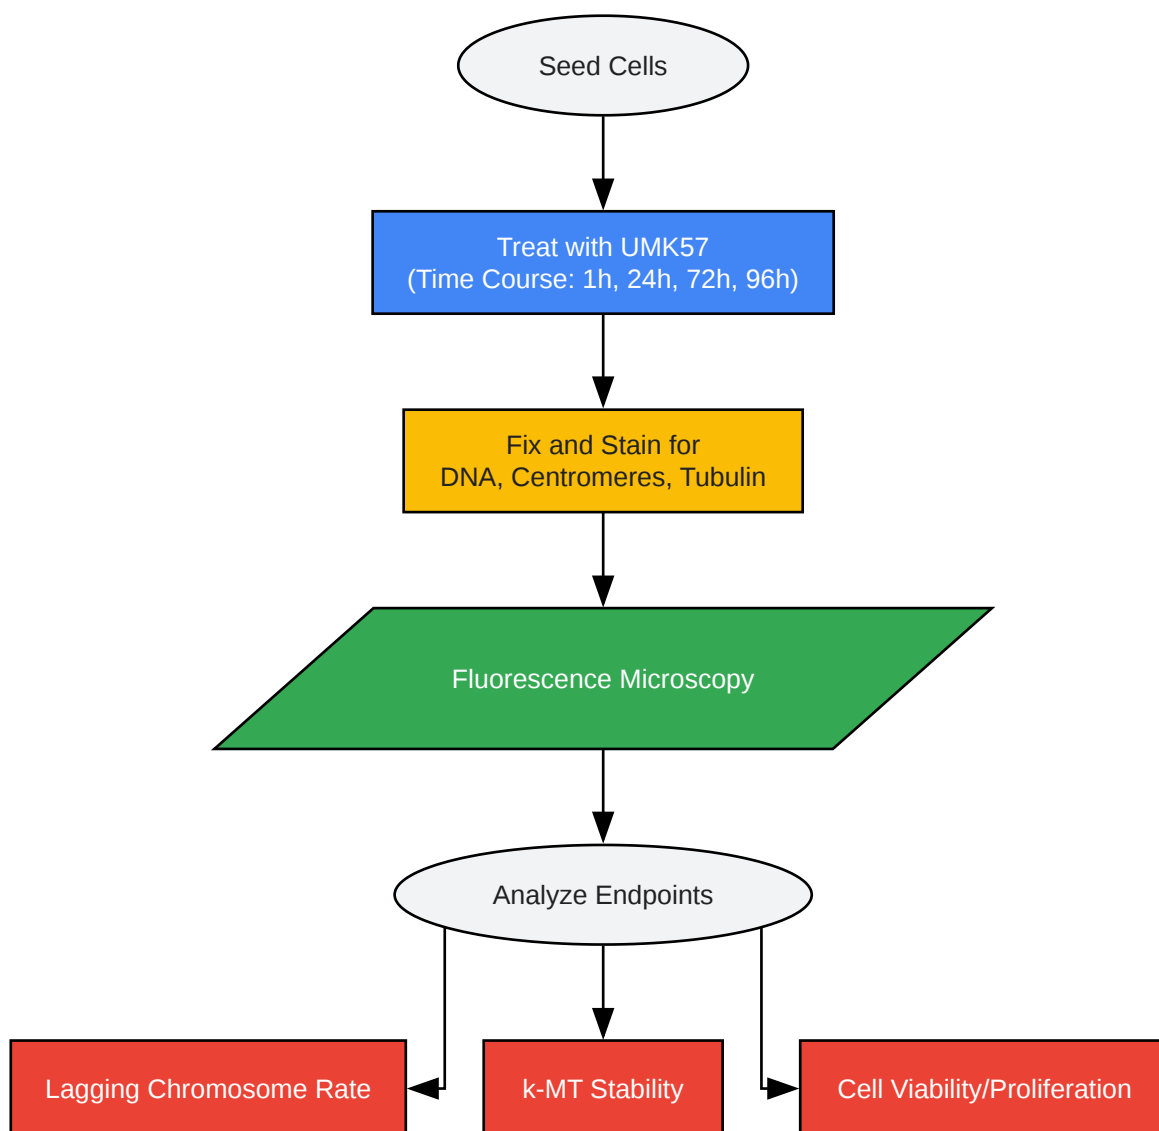 Seed Cells
Treat with UMK57
(Time Course: 1h, 24h, 72h, 96h)
Fix and Stain for
DNA, Centromeres, Tubulin
Fluorescence Microscopy
Analyze Endpoints
Lagging Chromosome Rate
k-MT Stability
Cell Viability/Proliferation